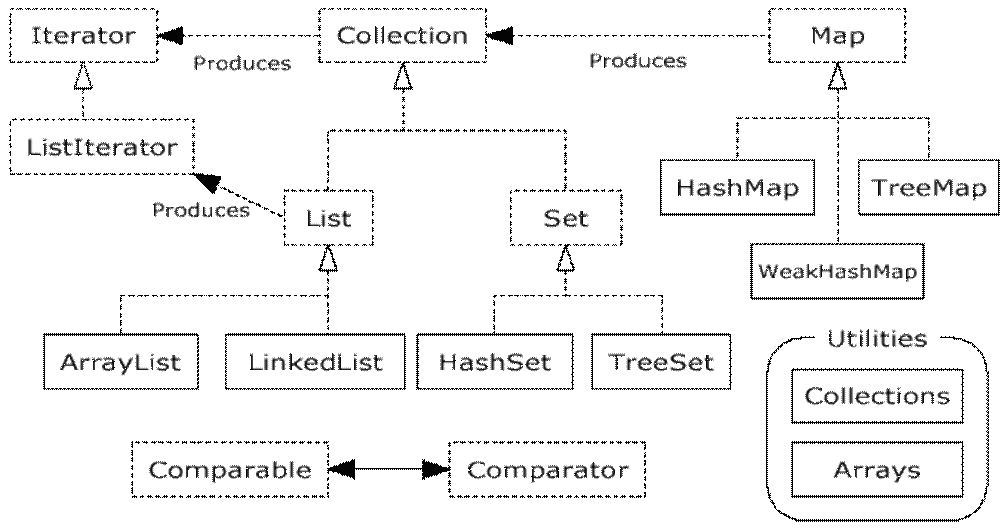 Iterator
Collection
Map
Produces
Produces
ListIterator
Produces
List
Set
HashMap
TreeMap
WeakHashMap
ArrayList
LinkedList
HashSet
TreeSet
Utilities
Collections
Arrays
Comparable
Comparator